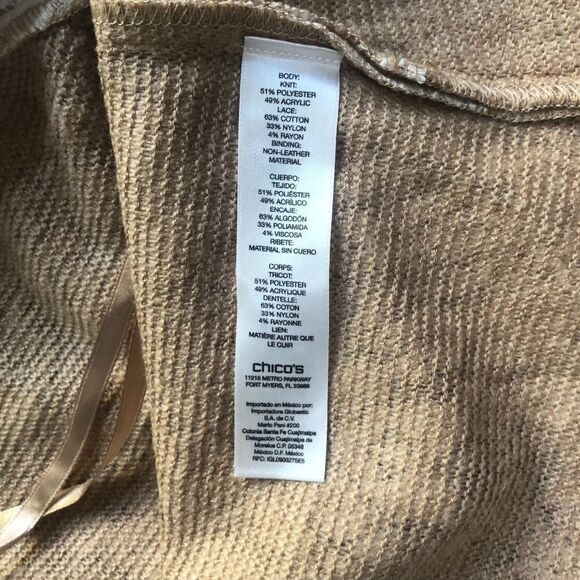 BODY:
KNIT:
51% POLYESTER
49% ACRYLIC
LACE:
63% COTTON
33% NYLON
4% RAYON
BINDING:
NON-LEATHER
MATERIAL
CUERPO:
TEJIDO:
51% POLIÉSTER
49% ACRÍLICO
ENCAJE:
63% ALGODÓN
33% POLIAMIDA
4% VISCOSA
RIBETE:
MATERIAL SIN CUERO
CORPS:
TRICOT:
51% POLYESTER
49% ACRYLIQUE
DENTELLE:
63% COTON
33% NYLON
4% RAYONNE
LIEN:
MATIÈRE AUTRE QUE
LE CUIR
chico's
11215 METRO PARKWAY
FORT MYERS, FL 33966
Importado en México por:
Importadora Globastic
S.A. de C.V.
Mario Pani #200
Colonia Santa Fe Cuajimalpa
Delegación Cuajimalpa de
Morelos C.P. 05348
México D.F. México
RFC: IGL090327SE5